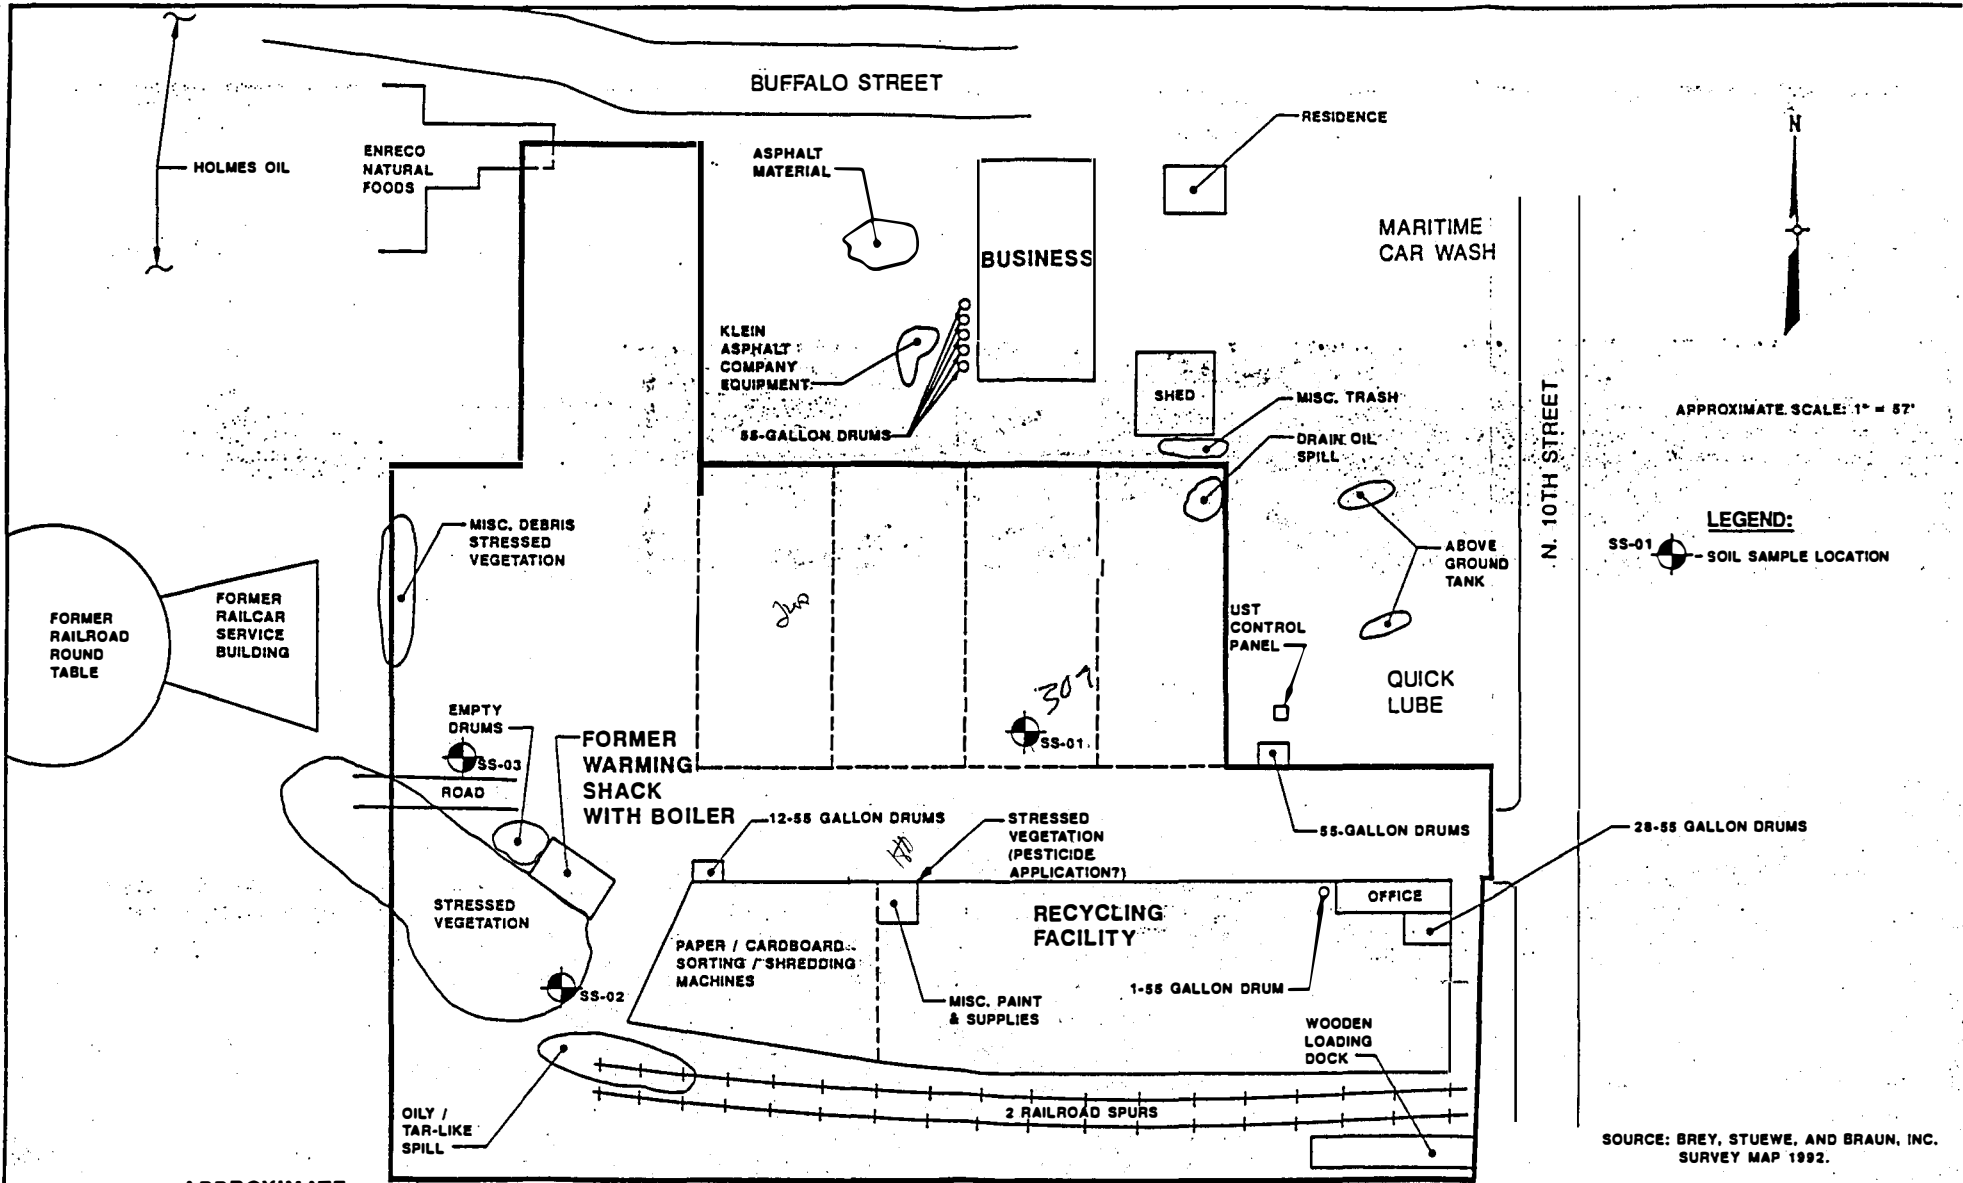 BUFFALO STREET
RESIDENCE
N
HOLMES OIL
ENRECO
NATURAL
FOODS
ASPHALT
MATERIAL
BUSINESS
MARITIME
CAR WASH
KLEIN
ASPHALT
COMPANY
EQUIPMENT
SHED
MISC. TRASH
APPROXIMATE SCALE: 1" = 57'
55-GALLON DRUMS
DRAIN OIL
SPILL
N. 10TH STREET
LEGEND:
SS-01
- SOIL SAMPLE LOCATION
MISC. DEBRIS
STRESSED
VEGETATION
ABOVE
GROUND
TANK
FORMER
RAILROAD
ROUND
TABLE
FORMER
RAILCAR
SERVICE
BUILDING
UST
CONTROL
PANEL
QUICK
LUBE
307
SS-01
EMPTY
DRUMS
SS-03
ROAD
FORMER
WARMING
SHACK
WITH BOILER
12-55 GALLON DRUMS
STRESSED
VEGETATION
(PESTICIDE
APPLICATION?)
55-GALLON DRUMS
28-55 GALLON DRUMS
STRESSED
VEGETATION
OFFICE
RECYCLING
FACILITY
PAPER / CARDBOARD
SORTING / SHREDDING
MACHINES
SS-02
MISC. PAINT
& SUPPLIES
1-55 GALLON DRUM
WOODEN
LOADING
DOCK
2 RAILROAD SPURS
OILY /
TAR-LIKE
SPILL
SOURCE: BREY, STUEWE, AND BRAUN, INC.
SURVEY MAP 1992.
APPROXIMATE